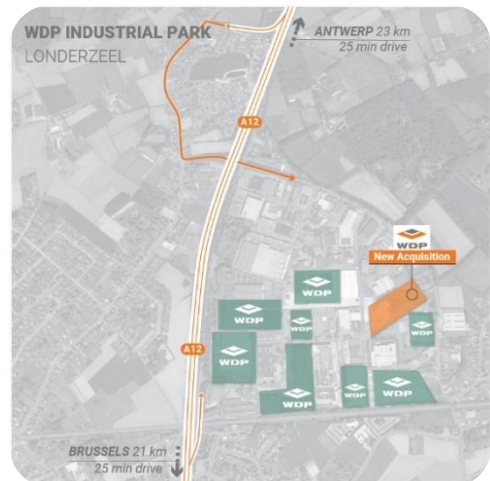 WDP INDUSTRIAL PARK
LONDERZEEL
ANTWERP 23 km
25 min drive
A12
WDP
New Acquisition
WDP
WDP
WDP
WDP
A12
WDP
WDP
WDP
WDP
BRUSSELS 21 km
25 min drive